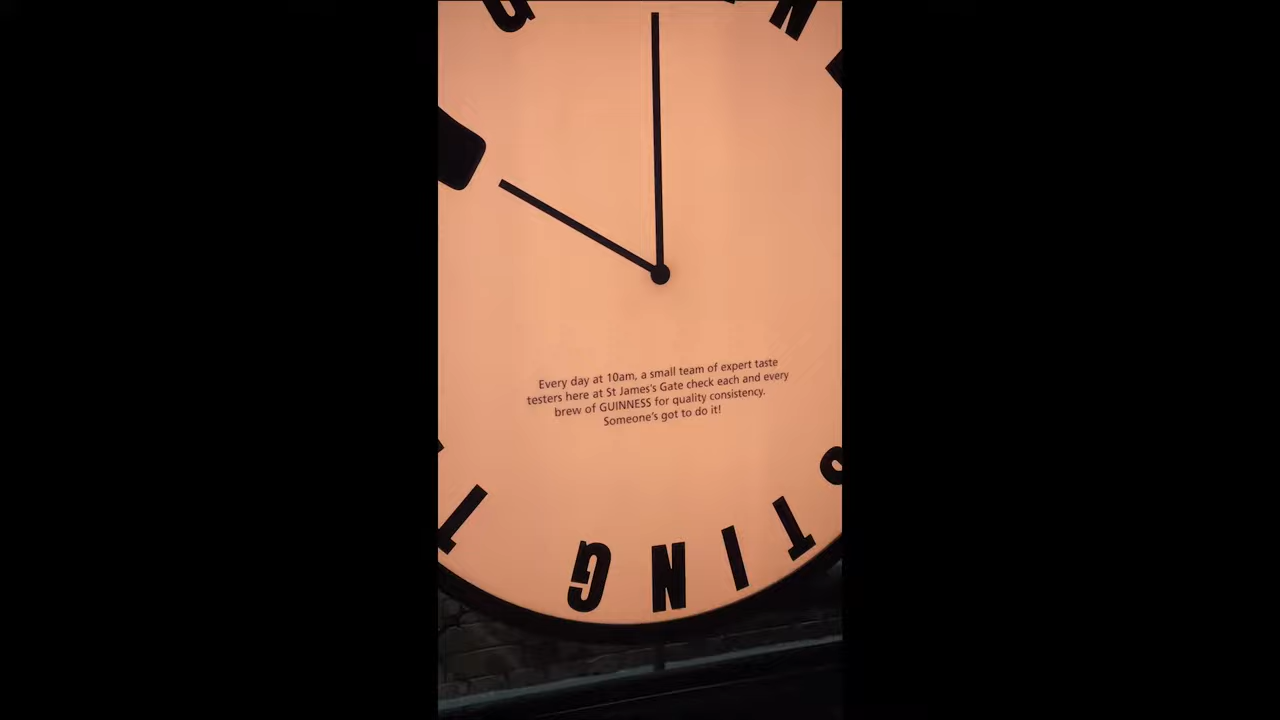 Every day at 10am, a small team of expert taste
testers here at St James's Gate check each and every
brew of GUINNESS for quality consistency.
Someone's got to do it!
TING